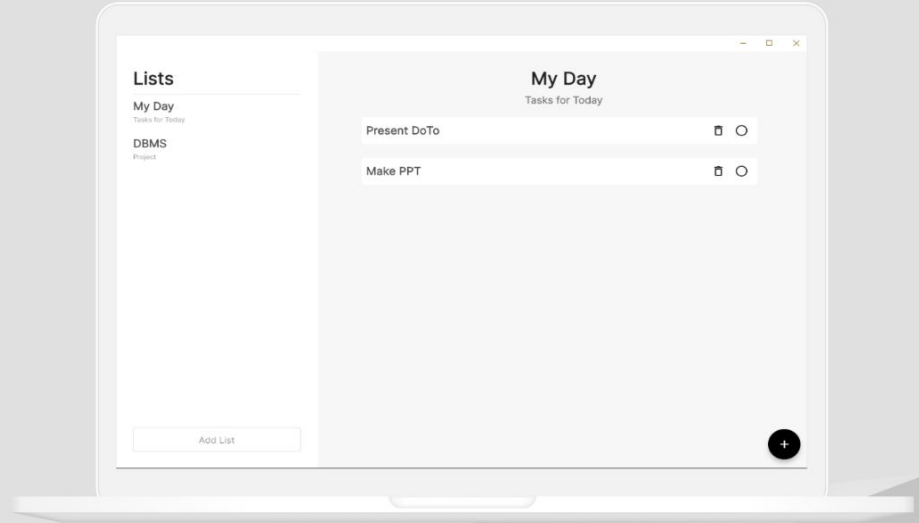 Lists
My Day
Tasks for Today
DBMS
Project
Add List
My Day
Tasks for Today
Present DoTo
Make PPT